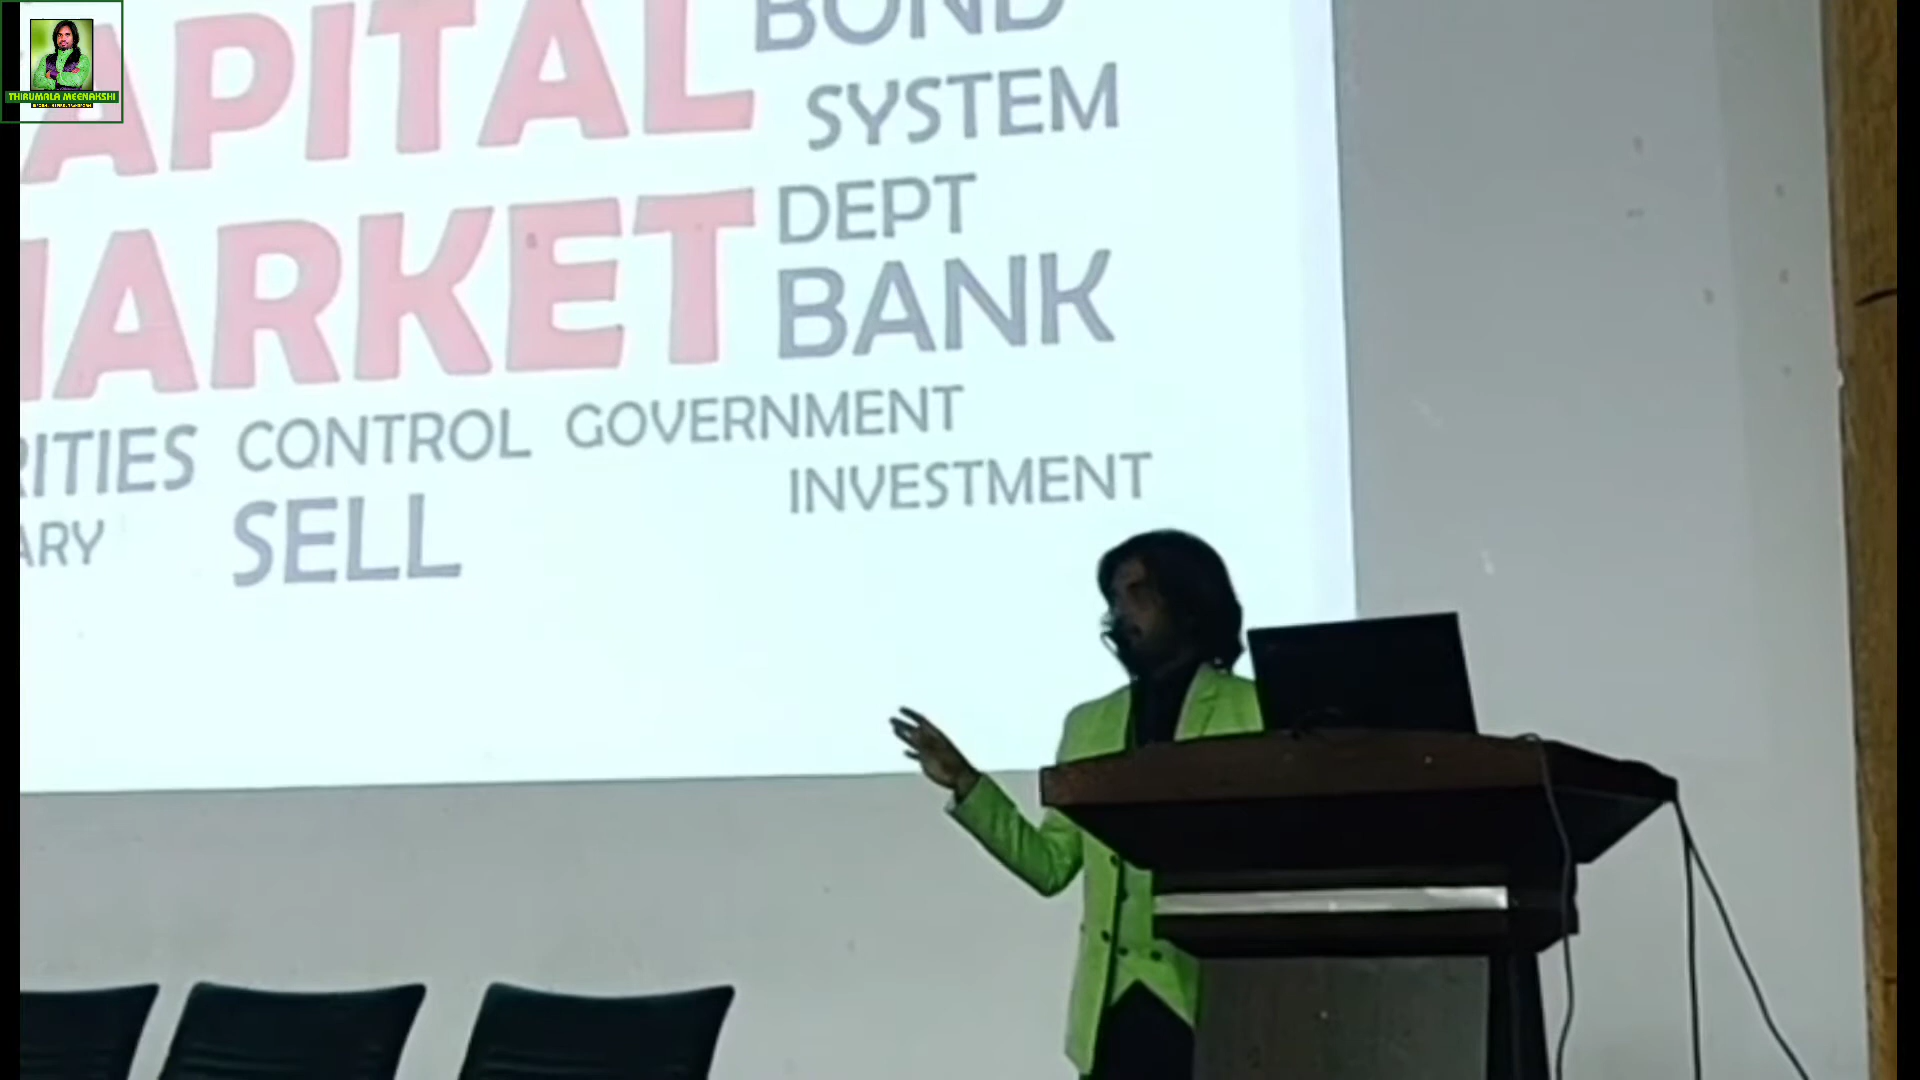 THIRUMALA MEENAKSHI
BOND
APITAL
SYSTEM
DEPT
ARKET
BANK
RITIES CONTROL GOVERNMENT
INVESTMENT
ARY
SELL